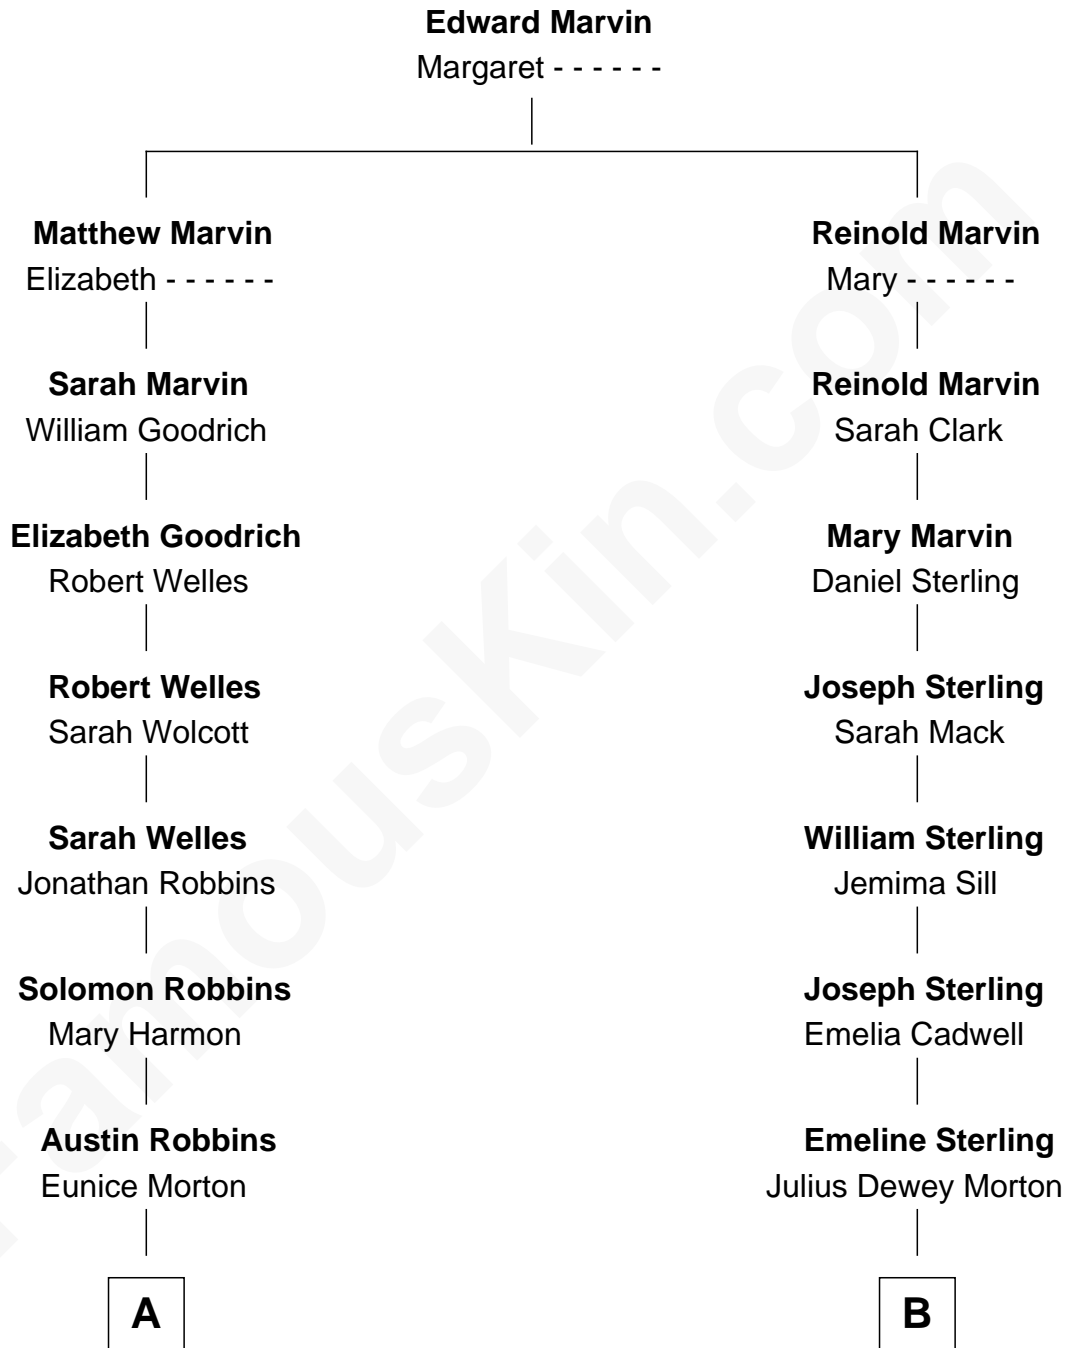 Edward Marvin
Margaret - - - - - -
Matthew Marvin
Elizabeth - - - - - -
Sarah Marvin
William Goodrich
Elizabeth Goodrich
Robert Welles
Robert Welles
Sarah Wolcott
Sarah Welles
Jonathan Robbins
Solomon Robbins
Mary Harmon
Austin Robbins
Eunice Morton
A
Reinold Marvin
Mary - - - - - -
Reinold Marvin
Sarah Clark
Mary Marvin
Daniel Sterling
Joseph Sterling
Sarah Mack
William Sterling
Jemima Sill
Joseph Sterling
Emelia Cadwell
Emeline Sterling
Julius Dewey Morton
B
FamousKin.com